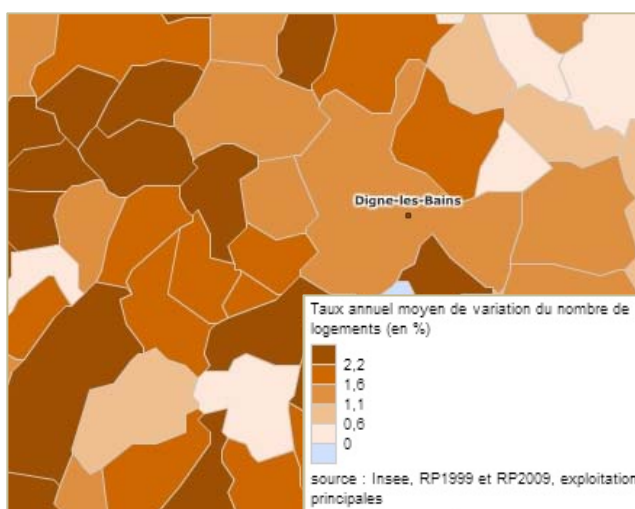 Digne-les-Bains
Taux annuel moyen de variation du nombre de
logements (en %)
2,2
1,6
1,1
0,6
0
source : Insee, RP1999 et RP2009, exploitation
principales